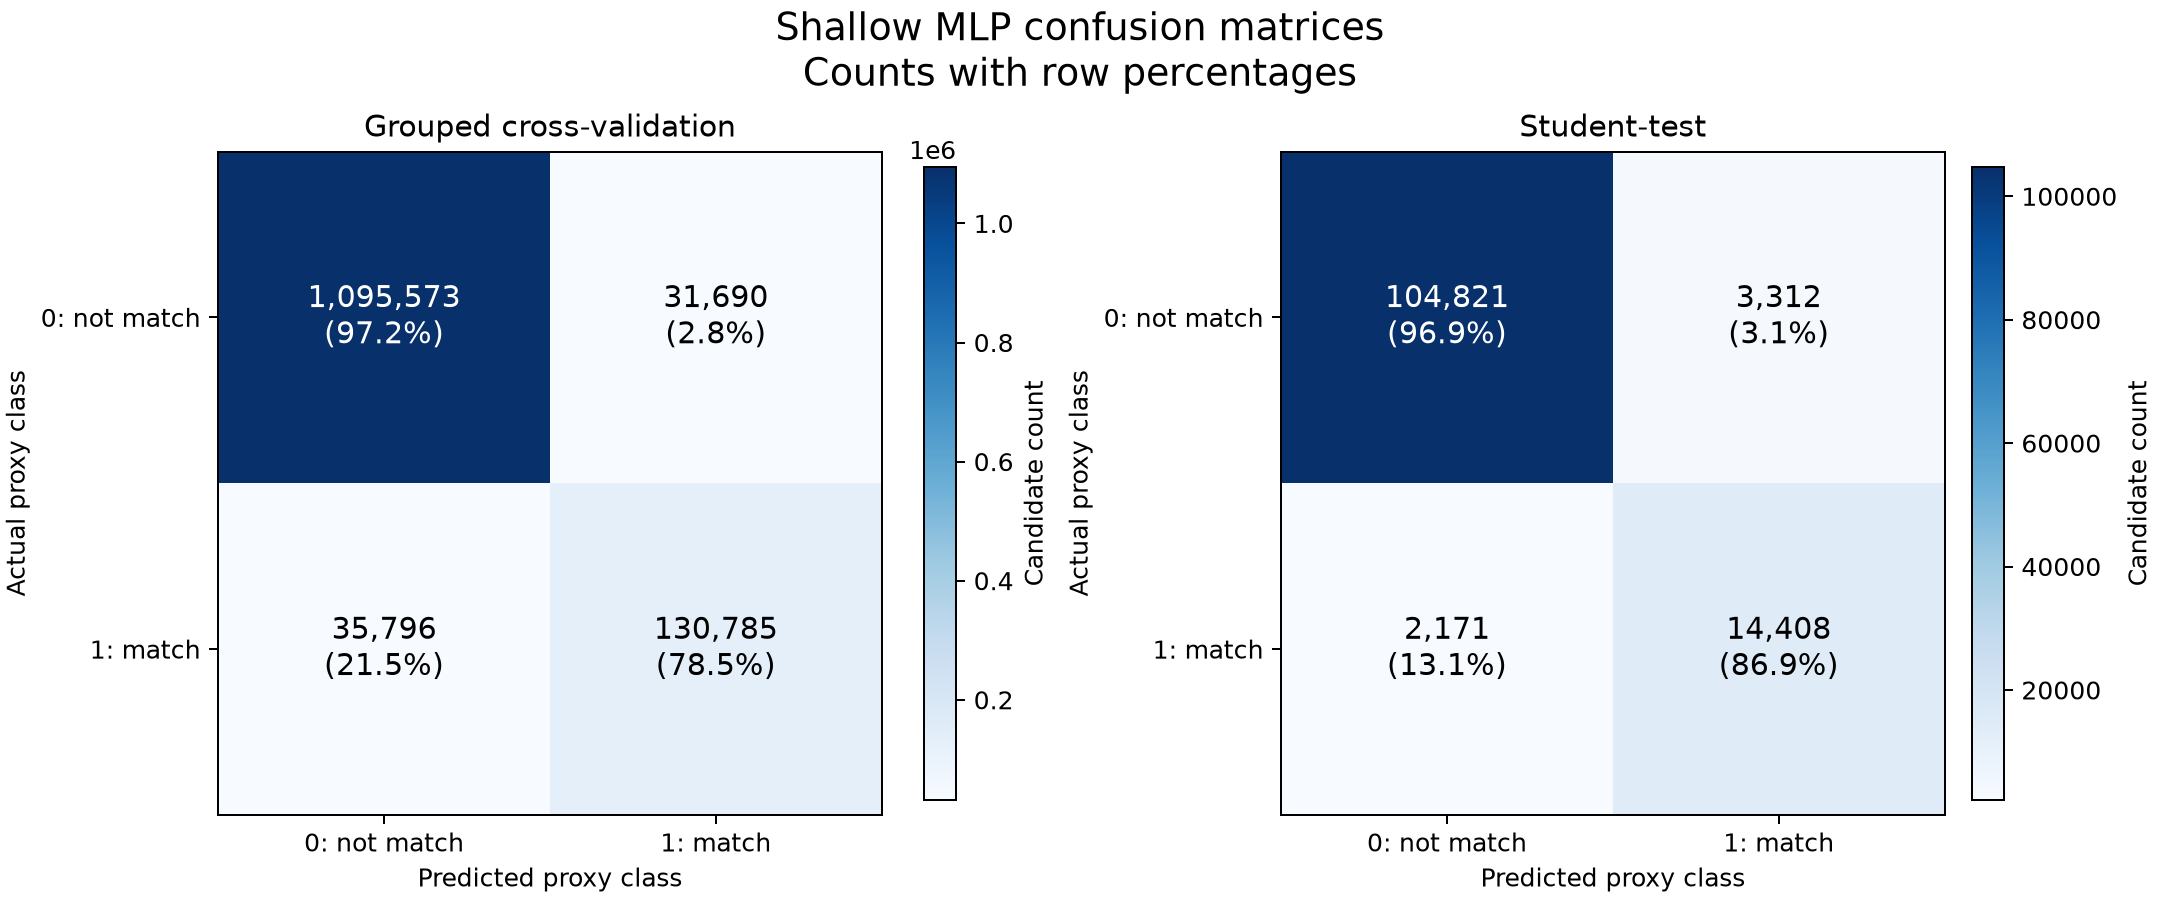 Shallow MLP confusion matrices
Counts with row percentages
Grouped cross-validation
1e6
Actual proxy class
0: not match
1: match
1,095,573
(97.2%)
31,690
(2.8%)
35,796
(21.5%)
130,785
(78.5%)
0: not match
1: match
Predicted proxy class
1.0
0.8
0.6
0.4
0.2
Candidate count
Student-test
Actual proxy class
0: not match
1: match
104,821
(96.9%)
3,312
(3.1%)
2,171
(13.1%)
14,408
(86.9%)
0: not match
1: match
Predicted proxy class
100000
80000
60000
40000
20000
Candidate count